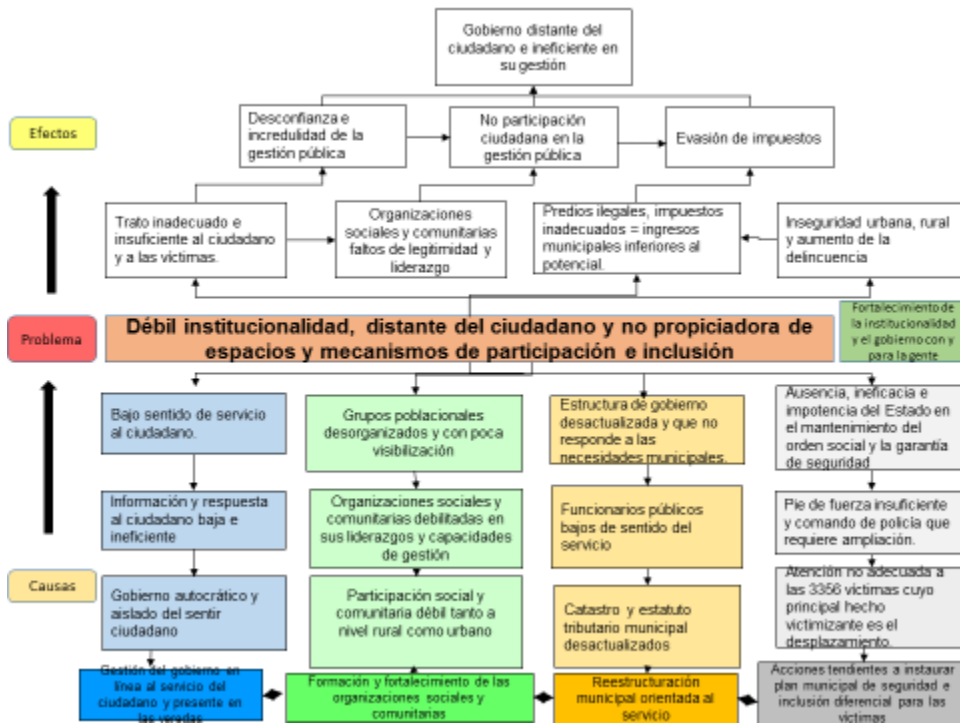 Gobierno distante del
ciudadano e ineficiente en
su gestión
Efectos
Desconfianza e
incredulidad de la
gestión pública
No participación
ciudadana en la
gestión pública
Evasión de impuestos
Trato inadecuado e
insuficiente al ciudadano
y a las víctimas.
Organizaciones
sociales y comunitarias
faltos de legitimidad y
liderazgo
Predios ilegales, impuestos
inadecuados = ingresos
municipales inferiores al
potencial.
Inseguridad urbana, rural
y aumento de la
delincuencia
Problema
Débil institucionalidad, distante del ciudadano y no propiciadora de
espacios y mecanismos de participación e inclusión
Fortalecimiento de
la institucionalidad
y el gobierno con y
para la gente
Bajo sentido de servicio
al ciudadano.
Grupos poblacionales
desorganizados y con poca
visibilización
Estructura de gobierno
desactualizada y que no
responde a las
necesidades municipales.
Ausencia, ineficacia e
impotencia del Estado en
el mantenimiento del
orden social y la garantía
de seguridad
Información y respuesta
al ciudadano baja e
ineficiente
Organizaciones sociales y
comunitarias debilitadas en
sus liderazgos y capacidades
de gestión
Funcionarios públicos
bajos de sentido del
servicio
Pie de fuerza insuficiente
y comando de policía que
requiere ampliación.
Causas
Gobierno autocrático y
aislado del sentir
ciudadano
Participación social y
comunitaria débil tanto a
nivel rural como urbano
Catastro y estatuto
tributario municipal
desactualizados
Atención no adecuada a
las 3356 víctimas cuyo
principal hecho
victimizante es el
desplazamiento.
Gestión del gobierno en
línea al servicio del
ciudadano y presente en
las veredas
Formación y fortalecimiento de las
organizaciones sociales y
comunitarias
Reestructuración
municipal orientada al
servicio
Acciones tendientes a instaurar
plan municipal de seguridad e
inclusión diferencial para las
víctimas